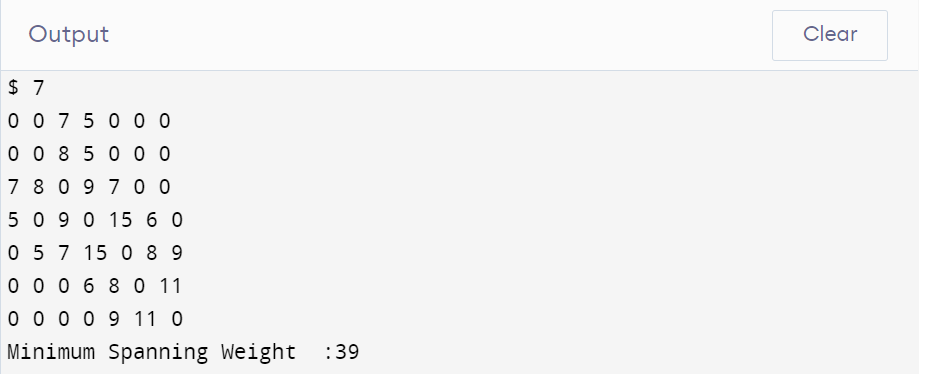 Output
Clear
$ 7
0 0 7 5 0 0 0
0 0 8 5 0 0 0
7 8 0 9 7 0 0
5 0 9 0 15 6 0
0 5 7 15 0 8 9
0 0 0 6 8 0 11
0 0 0 0 9 11 0
Minimum Spanning Weight  :39